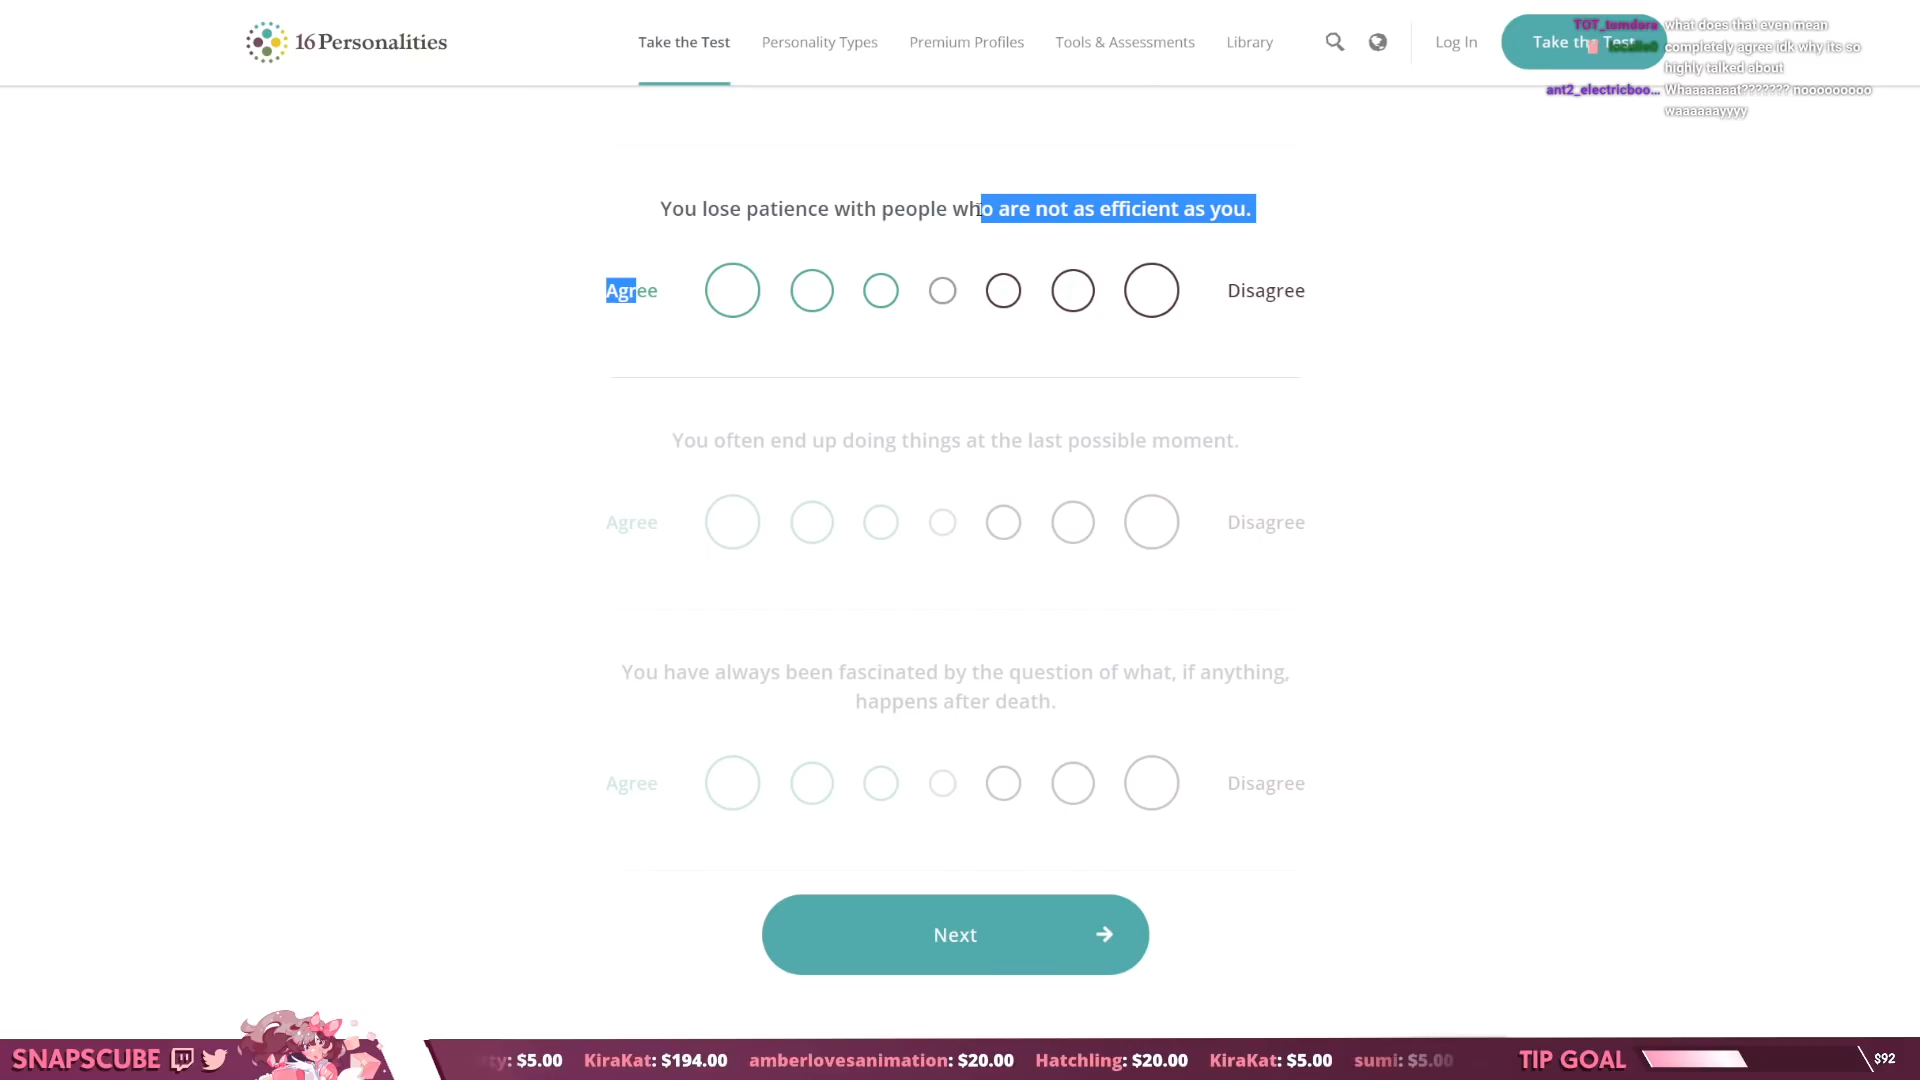 16Personalities
Take the Test
Personality Types
Premium Profiles
Tools & Assessments
Library
Log In
Take the Test
TOT_tumdara what does that even mean
completely agree idk why its so
highly talked about
ant2_electricboo... Whaaaaaaat??????? nooooooooo
waaaaaayyyy
You lose patience with people who are not as efficient as you.
Agree
Disagree
You often end up doing things at the last possible moment.
Agree
Disagree
You have always been fascinated by the question of what, if anything,
happens after death.
Agree
Disagree
Next
SNAPSCUBE
ty: $5.00 KiraKat: $194.00 amberlovesanimation: $20.00 Hatchling: $20.00 KiraKat: $5.00 sumi: $5.00
TIP GOAL
$92